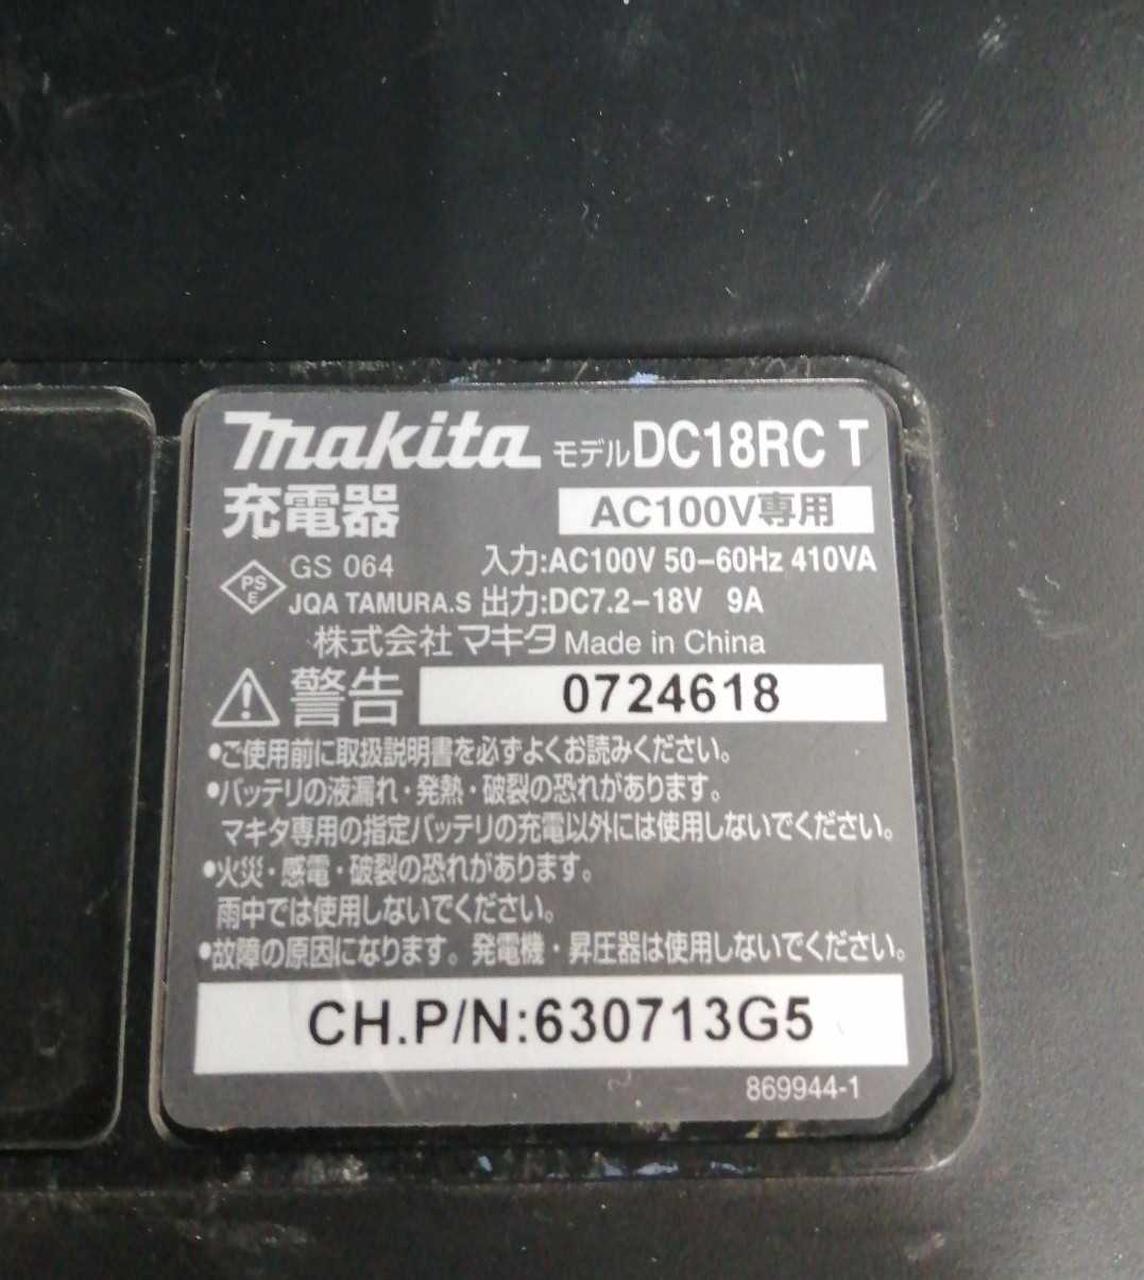 makita モデル DC18RC T
充電器 AC100V専用
PSE GS 064 入力:AC100V 50-60Hz 410VA
JQA TAMURA.S 出力:DC7.2-18V 9A
株式会社 マキタ Made in China
警告 0724618
•ご使用前に取扱説明書を必ずよくお読みください。
•バッテリの液漏れ・発熱・破裂の恐れがあります。
マキタ専用の指定バッテリの充電以外には使用しないでください。
•火災・感電・破裂の恐れがあります。
雨中では使用しないでください。
•故障の原因になります。発電機・昇圧器は使用しないでください。
CH.P/N:630713G5
869944-1